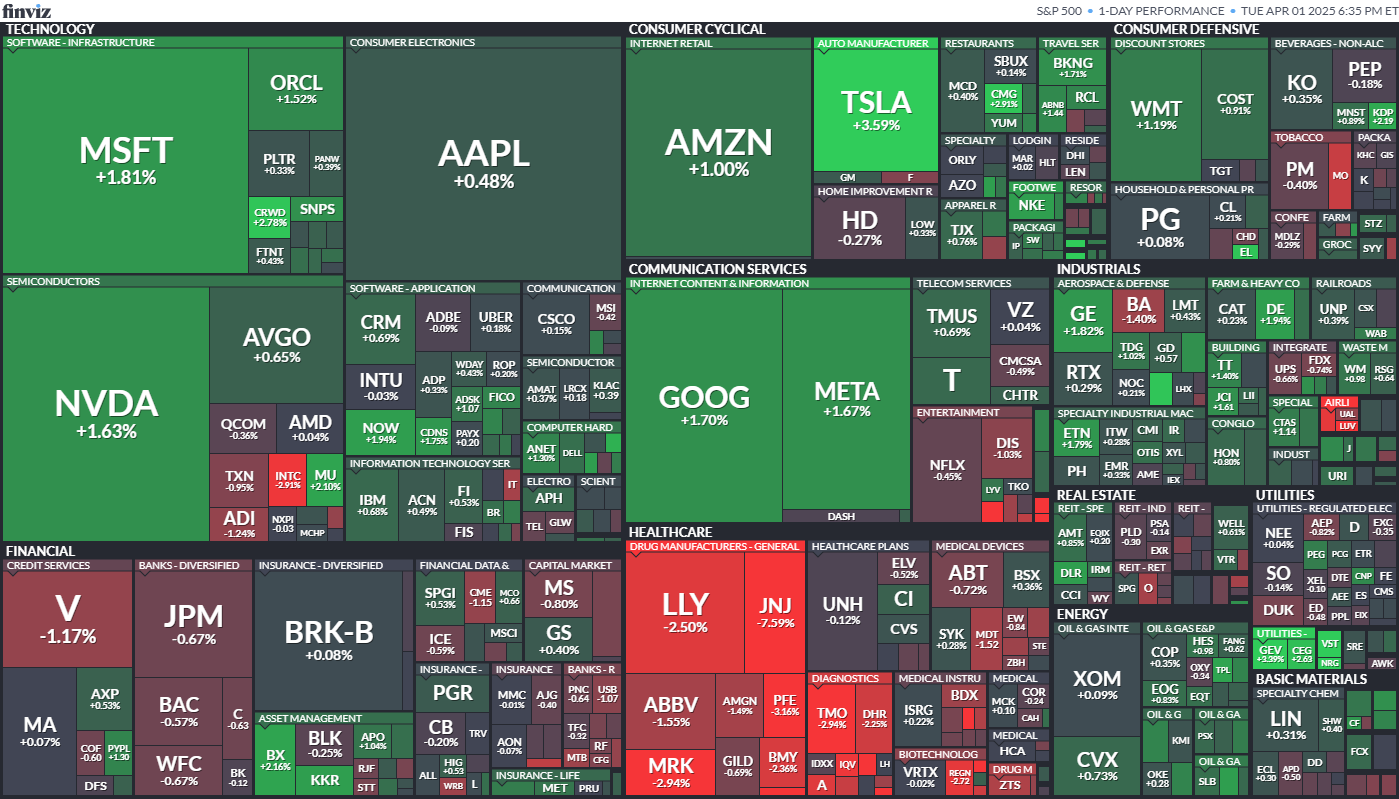 finviz
S&P 500 • 1-DAY PERFORMANCE • TUE APR 01 2025 6:35 PM ET
TECHNOLOGY
SOFTWARE - INFRASTRUCTURE
MSFT
+1.81%
ORCL
+1.52%
PLTR
+0.33%
PANW
+0.39%
CRWD
+2.78%
SNPS
FTNT
+0.43%
CONSUMER ELECTRONICS
AAPL
+0.48%
SEMICONDUCTORS
NVDA
+1.63%
AVGO
+0.65%
QCOM
-0.36%
AMD
+0.04%
TXN
-0.95%
INTC
-2.91%
MU
+2.10%
ADI
-1.24%
NXPI
-0.03
MCHP
SOFTWARE - APPLICATION
CRM
+0.69%
ADBE
-0.09%
UBER
+0.18%
INTU
-0.03%
ADP
+0.33%
WDAY
+0.43%
ROP
+0.20%
ADSK
+1.07
FICO
NOW
+1.94%
CDNS
+1.75%
PAYX
+0.20
INFORMATION TECHNOLOGY SER
IBM
+0.68%
ACN
+0.49%
FI
+0.53%
IT
BR
FIS
COMMUNICATION
CSCO
+0.15%
MSI
-0.42
SEMICONDUCTOR
AMAT
+0.37%
LRCX
+0.18
KLAC
+0.39
COMPUTER HARD
ANET
+1.30%
DELL
ELECTRO
APH
TEL
GLW
SCIENT
CONSUMER CYCLICAL
INTERNET RETAIL
AMZN
+1.00%
AUTO MANUFACTURER
TSLA
+3.59%
GM
F
HOME IMPROVEMENT R
HD
-0.27%
LOW
+0.33%
RESTAURANTS
MCD
+0.40%
SBUX
+0.14%
CMG
+2.91%
YUM
TRAVEL SER
BKNG
+1.71%
ABNB
+1.44
RCL
SPECIALTY
ORLY
AZO
LODGIN
MAR
+0.02
HLT
RESIDE
DHI
LEN
APPAREL R
TJX
+0.76%
FOOTWE
NKE
RESOR
PACKAGI
IP
SW
CONSUMER DEFENSIVE
DISCOUNT STORES
WMT
+1.19%
COST
+0.91%
TGT
BEVERAGES - NON-ALC
KO
+0.35%
PEP
-0.18%
MNST
+0.89%
KDP
+2.19
TOBACCO
PM
-0.40%
MO
PACKA
KHC
GIS
K
HOUSEHOLD & PERSONAL PR
PG
+0.08%
CL
+0.21%
CHD
EL
CONFE
MDLZ
-0.29%
FARM
GROC
STZ
SYY
COMMUNICATION SERVICES
INTERNET CONTENT & INFORMATION
GOOG
+1.70%
META
+1.67%
DASH
TELECOM SERVICES
TMUS
+0.69%
VZ
+0.04%
T
CMCSA
-0.49%
CHTR
ENTERTAINMENT
NFLX
-0.45%
DIS
-1.03%
LYV
TKO
INDUSTRIALS
AEROSPACE & DEFENSE
GE
+1.82%
BA
-1.40%
LMT
+0.43%
RTX
+0.29%
TDG
+1.02%
GD
+0.57
NOC
+0.21%
LHX
FARM & HEAVY CO
CAT
+0.23%
DE
+1.94%
RAILROADS
UNP
+0.39%
CSX
WAB
BUILDING
TT
+1.40%
JCI
+1.61
LII
INTEGRATE
UPS
-0.66%
FDX
-0.74%
WASTE M
WM
+0.98
RSG
+0.64
SPECIALTY INDUSTRIAL MAC
ETN
+1.79%
ITW
+0.28%
CMI
IR
OTIS
XYL
PH
EMR
+0.33%
AME
IEX
CONGLO
HON
+0.80%
SPECIAL
CTAS
+1.14
AIRLI
UAL
LUV
INDUST
J
URI
REAL ESTATE
REIT - SPE
AMT
+0.85%
EQIX
+0.20
DLR
IRM
CCI
WY
REIT - IND
PLD
-0.30
PSA
-0.14
EXR
REIT -
WELL
+0.61%
VTR
REIT - RET
SPG
O
UTILITIES
UTILITIES - REGULATED ELEC
NEE
+0.04%
AEP
-0.82%
D
EXC
-0.35
SO
-0.14%
PEG
PCG
ETR
XEL
-0.10
DTE
CNP
FE
DUK
ED
-0.48
AEE
ES
CMS
PPL
EIX
UTILITIES -
GEV
+3.39%
CEG
+2.63
VST
NRG
SRE
AWK
HEALTHCARE
DRUG MANUFACTURERS - GENERAL
LLY
-2.50%
JNJ
-7.59%
ABBV
-1.55%
AMGN
-1.49%
PFE
-3.16%
MRK
-2.94%
GILD
-0.69%
BMY
-2.36%
HEALTHCARE PLANS
UNH
-0.12%
ELV
-0.52%
CI
CVS
MEDICAL DEVICES
ABT
-0.72%
BSX
+0.36%
SYK
+0.28%
MDT
-1.52
EW
-0.84
STE
ZBH
DIAGNOSTICS
TMO
-2.94%
DHR
-2.25%
IDXX
IQV
LH
A
MEDICAL INSTRU
ISRG
+0.22%
BDX
MEDICAL
MCK
+0.10
COR
-0.24
CAH
BIOTECHNOLOG
VRTX
-0.02%
REGN
-2.72
MEDICAL
HCA
DRUG M
ZTS
FINANCIAL
CREDIT SERVICES
V
-1.17%
MA
+0.07%
AXP
+0.53%
COF
-0.60
PYPL
+1.30
DFS
BANKS - DIVERSIFIED
JPM
-0.67%
BAC
-0.57%
C
-0.63
WFC
-0.67%
BK
-0.12
INSURANCE - DIVERSIFIED
BRK-B
+0.08%
ASSET MANAGEMENT
BX
+2.16%
BLK
-0.25%
APO
+1.04%
KKR
RJF
STT
FINANCIAL DATA &
SPGI
+0.53%
CME
-1.15
MCO
+0.66
ICE
-0.59%
MSCI
CAPITAL MARKET
MS
-0.80%
GS
+0.40%
INSURANCE -
PGR
CB
-0.20%
TRV
ALL
HIG
+0.53
WRB
L
INSURANCE
MMC
-0.01%
AJG
-0.40
AON
-0.07%
BANKS - R
PNC
-0.64
USB
-1.07
TFC
-0.32
RF
MTB
CFG
INSURANCE - LIFE
MET
PRU
ENERGY
OIL & GAS INTE
XOM
+0.09%
CVX
+0.73%
OIL & GAS E&P
COP
+0.35%
HES
+0.98
FANG
+0.62
OXY
-0.34
TPL
EOG
+0.83%
EQT
OIL & G
KMI
OKE
+0.28
OIL & GA
PSX
OIL & GA
SLB
BASIC MATERIALS
SPECIALTY CHEM
LIN
+0.31%
SHW
+0.40
ECL
+0.30
APD
-0.50
DD
CF
FCX